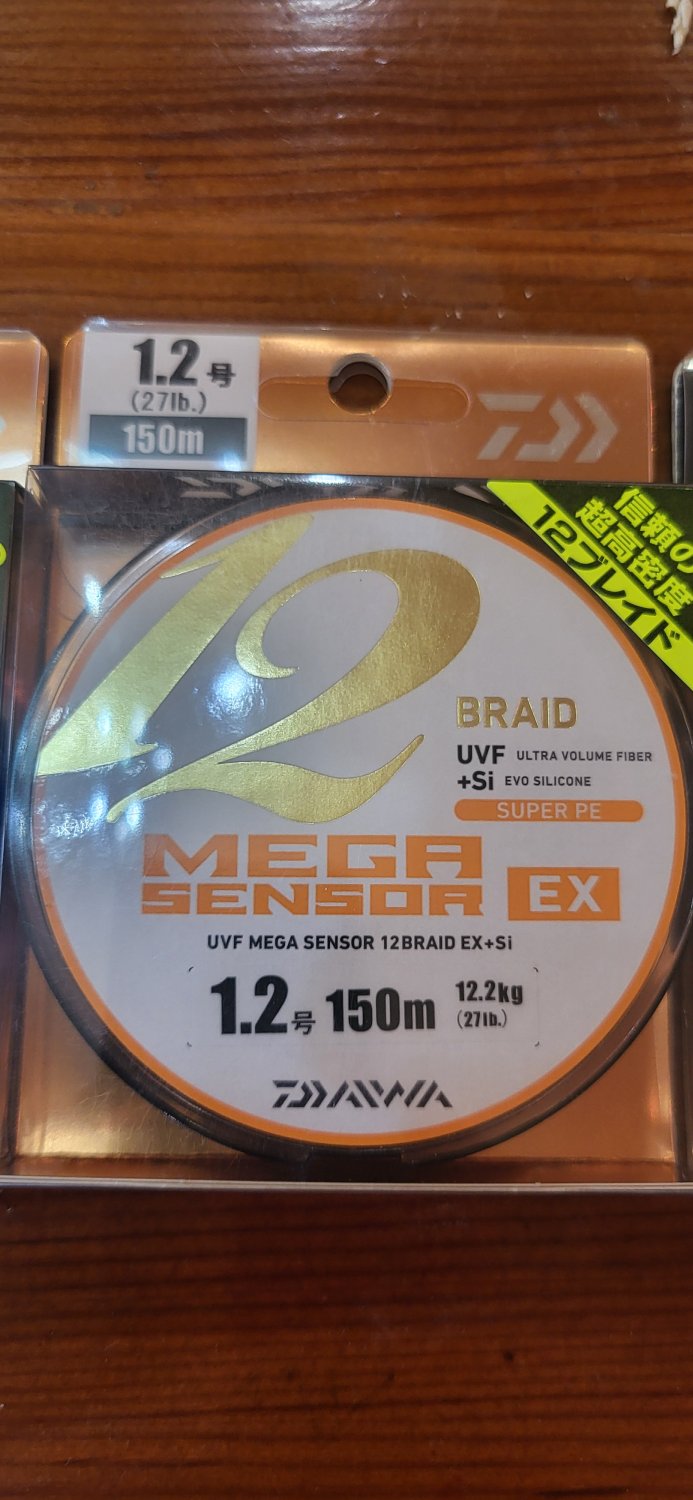 1.2号
(27lb.)
150m
信頼の
超高密度
12ブレイド
12
BRAID
UVF ULTRA VOLUME FIBER
+Si EVO SILICONE
SUPER PE
MEGA
SENSOR EX
UVF MEGA SENSOR 12BRAID EX+Si
1.2号 150m 12.2kg
(27lb.)
DAIWA